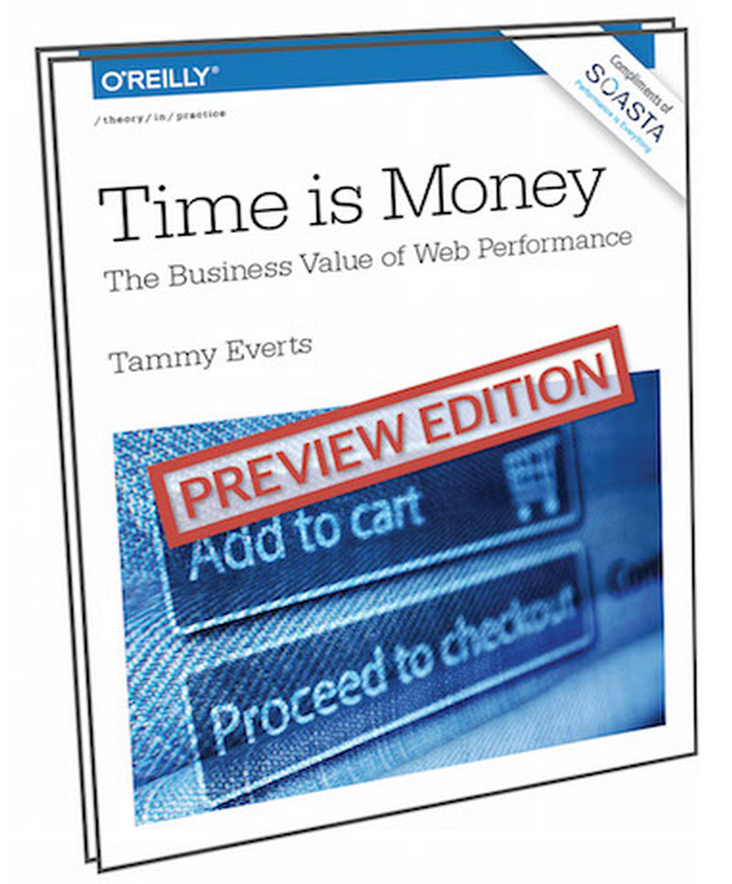 O'REILLY®
Compliments of
SOASTA
Performance is Everything
/theory/in/practice
Time is Money
The Business Value of Web Performance
Tammy Everts
PREVIEW EDITION
Add to cart
Proceed to checkout